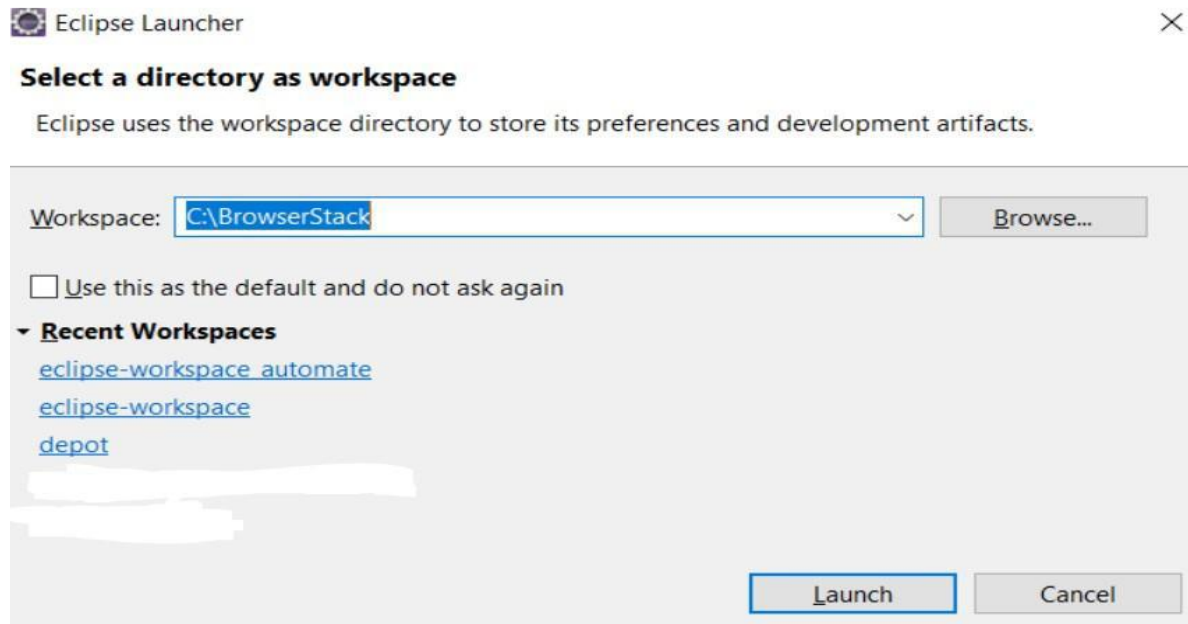 Eclipse Launcher
Select a directory as workspace
Eclipse uses the workspace directory to store its preferences and development artifacts.
Workspace: C:\BrowserStack Browse...
Use this as the default and do not ask again
Recent Workspaces
eclipse-workspace automate
eclipse-workspace
depot
Launch Cancel